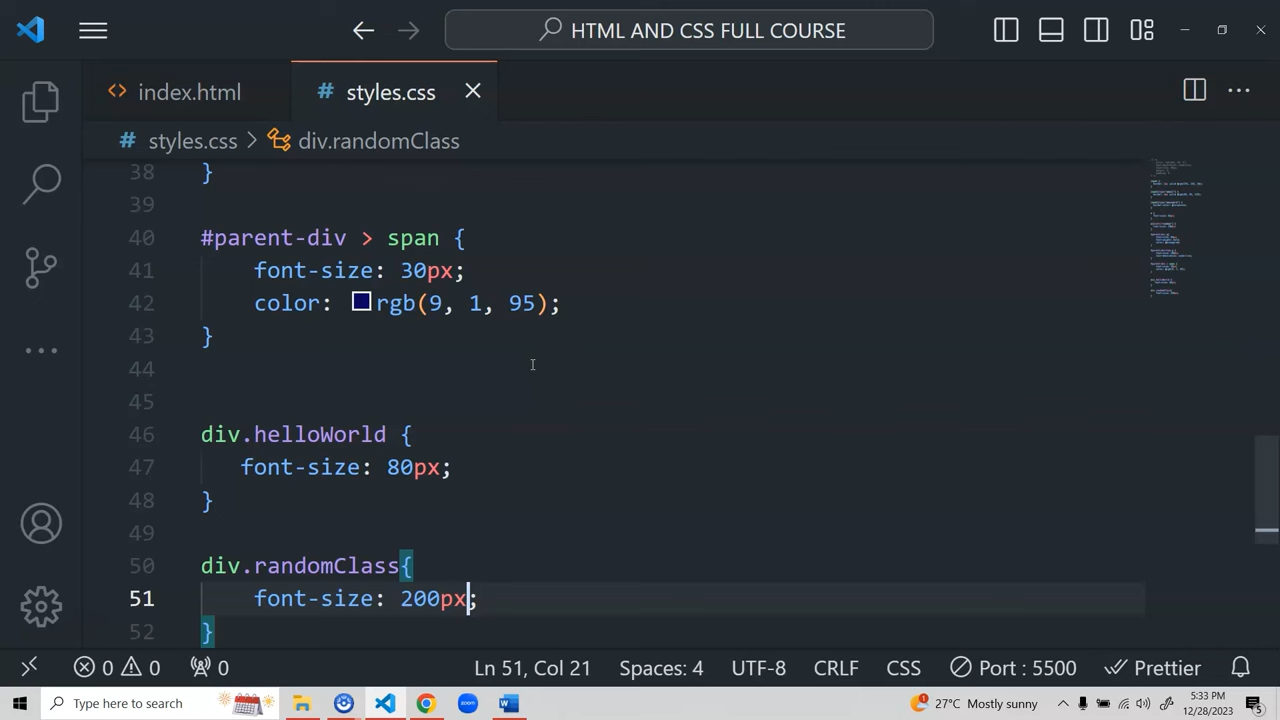 HTML AND CSS FULL COURSE
<> index.html
# styles.css
# styles.css > div.randomClass
38 }
39
40 #parent-div > span {
41 font-size: 30px;
42 color: rgb(9, 1, 95);
43 }
44
45
46 div.helloWorld {
47 font-size: 80px;
48 }
49
50 div.randomClass{
51 font-size: 200px;
52 }
0 0 0 Ln 51, Col 21 Spaces: 4 UTF-8 CRLF CSS Port : 5500 Prettier
Type here to search zoom W 1 27°C Mostly sunny 5:33 PM
12/28/2023 5